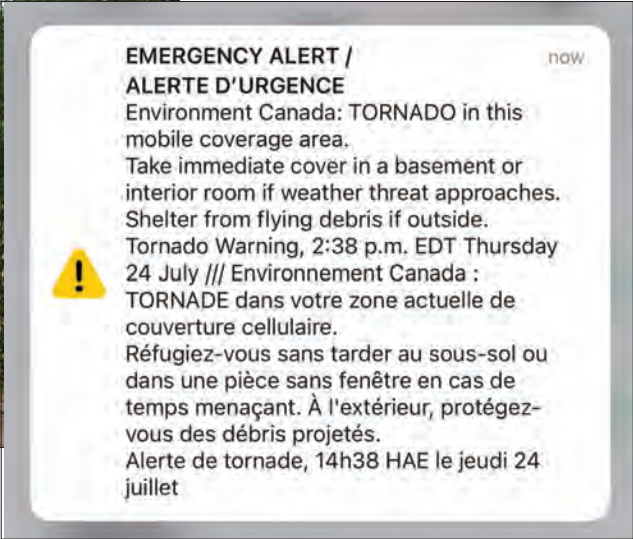 EMERGENCY ALERT / now
ALERTE D'URGENCE
Environment Canada: TORNADO in this
mobile coverage area.
Take immediate cover in a basement or
interior room if weather threat approaches.
Shelter from flying debris if outside.
Tornado Warning, 2:38 p.m. EDT Thursday
24 July /// Environnement Canada :
TORNADE dans votre zone actuelle de
couverture cellulaire.
Réfugiez-vous sans tarder au sous-sol ou
dans une pièce sans fenêtre en cas de
temps menaçant. À l'extérieur, protégez-
vous des débris projetés.
Alerte de tornade, 14h38 HAE le jeudi 24
juillet